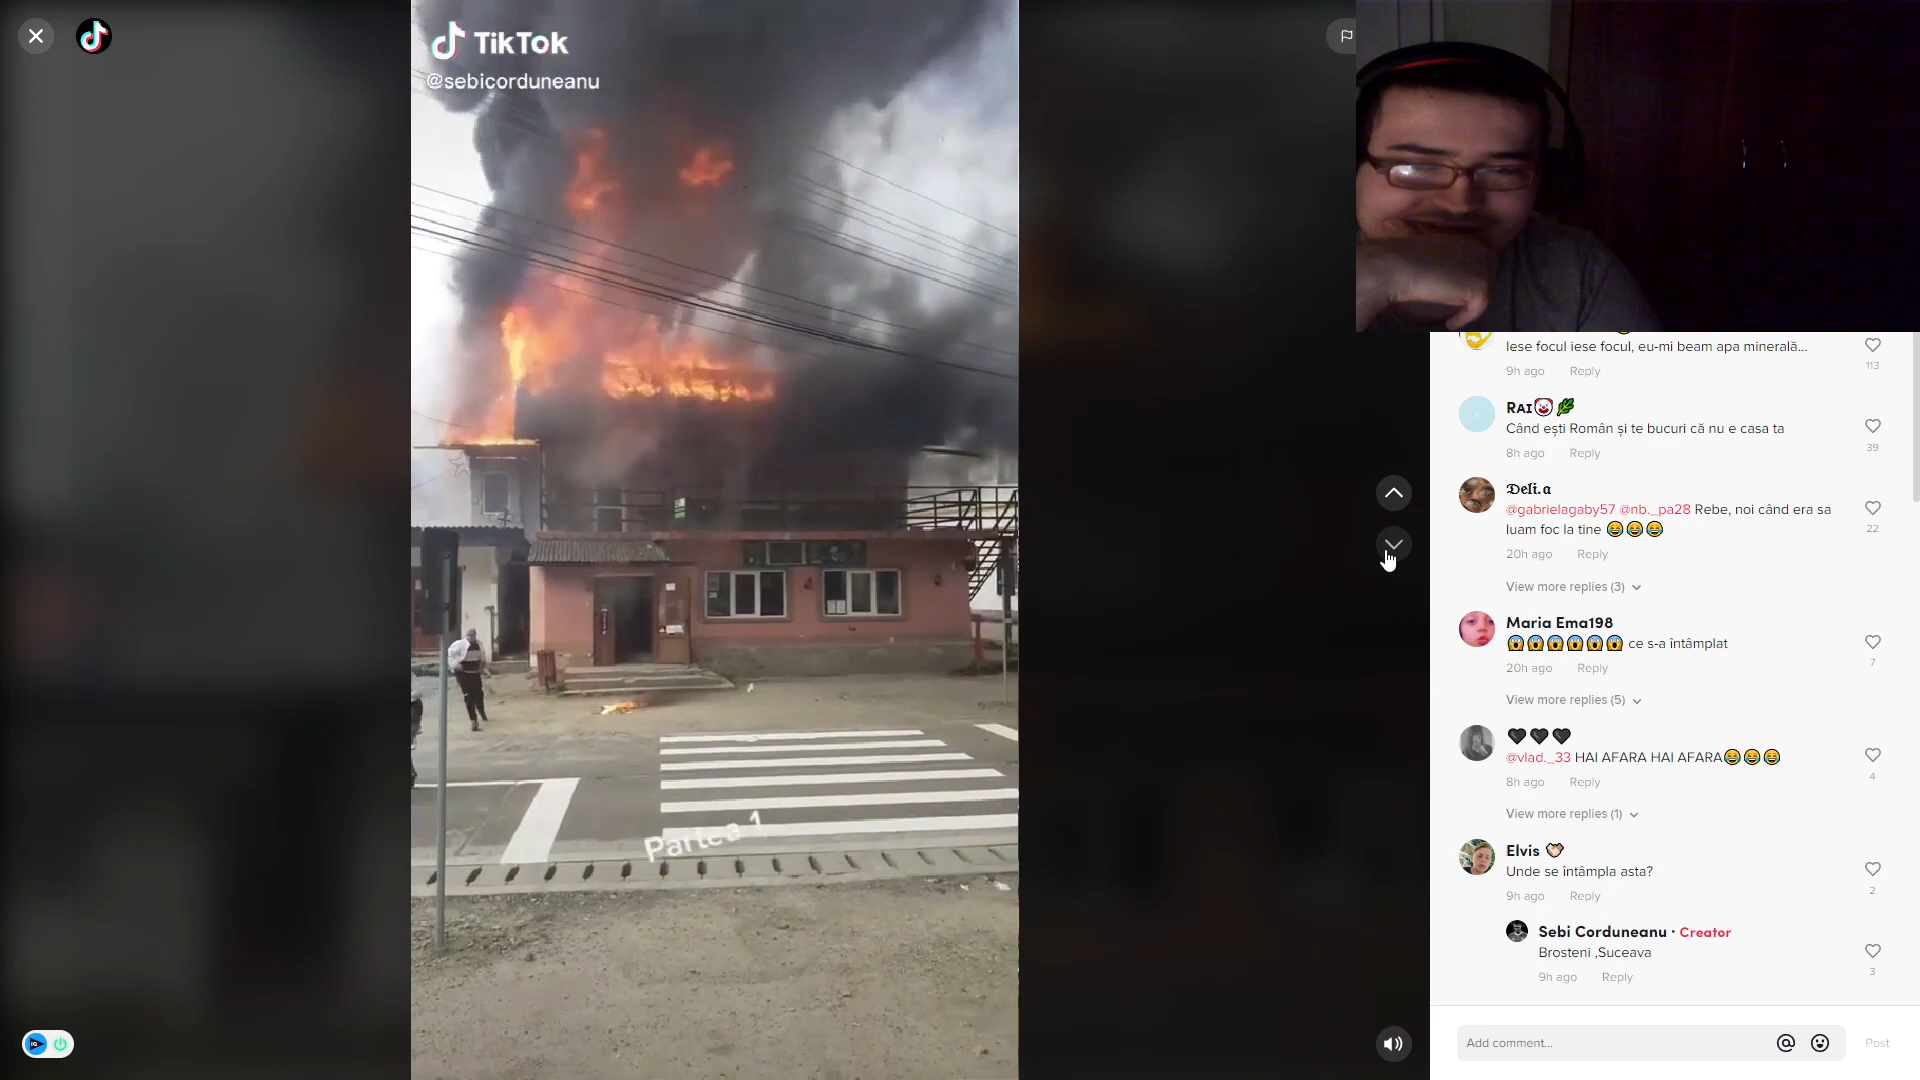 TikTok
@sebicorduneanu
Partea 1
Iese focul iese focul, eu-mi beam apa minerală...
9h ago Reply
113
Rᴀɪ🤡🌿
Când ești Român și te bucuri că nu e casa ta
8h ago Reply
39
𝕯𝖊𝖑𝖎.𝖆
@gabrielagaby57 @nb._pa28 Rebe, noi când era sa
luam foc la tine 😂😂😂
20h ago Reply
22
View more replies (3)
Maria Ema198
😱😱😱😱😱😱 ce s-a întâmplat
20h ago Reply
7
View more replies (5)
🖤🖤🖤
@vlad._33 HAI AFARA HAI AFARA😂😂😂
8h ago Reply
4
View more replies (1)
Elvis
Unde se întâmpla asta?
9h ago Reply
2
Sebi Corduneanu · Creator
Brosteni ,Suceava
9h ago Reply
3
Add comment...
Post